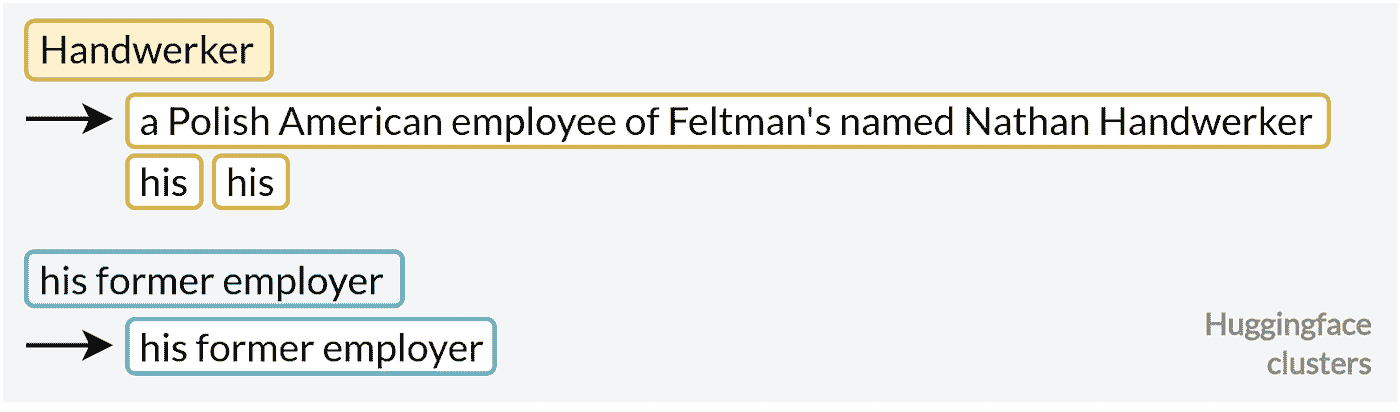 Handwerker
a Polish American employee of Feltman's named Nathan Handwerker
his his
his former employer
his former employer
Huggingface
clusters